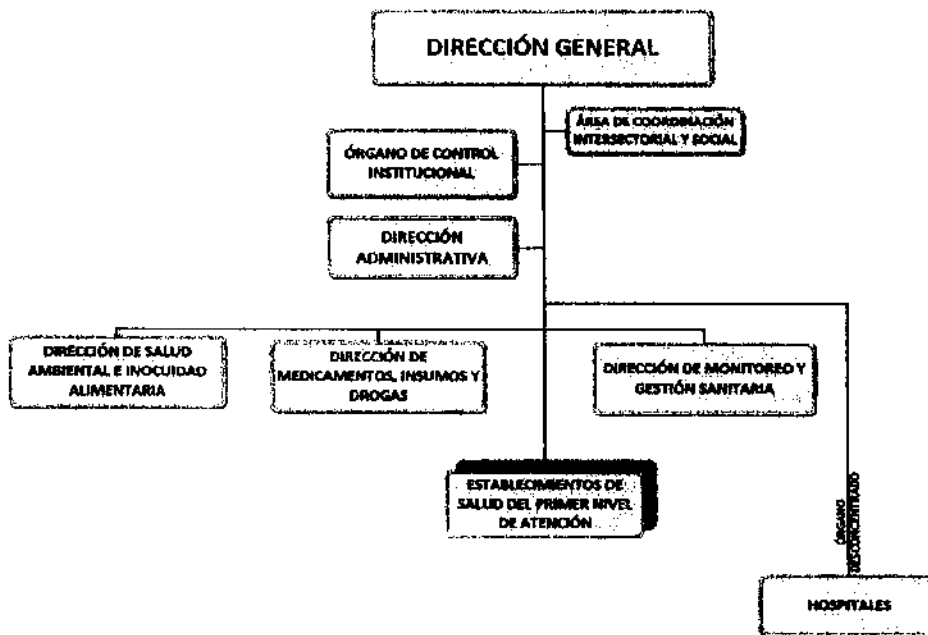 DIRECCIÓN GENERAL
ÁREA DE COORDINACIÓN
INTERSECTORIAL Y SOCIAL
ÓRGANO DE CONTROL
INSTITUCIONAL
DIRECCIÓN
ADMINISTRATIVA
DIRECCIÓN DE SALUD
AMBIENTAL E INOCUIDAD
ALIMENTARIA
DIRECCIÓN DE
MEDICAMENTOS, INSUMOS Y
DROGAS
DIRECCIÓN DE MONITOREO Y
GESTIÓN SANITARIA
ESTABLECIMIENTOS DE
SALUD DEL PRIMER NIVEL
DE ATENCIÓN
ÓRGANO
DESCONCENTRADO
HOSPITALES